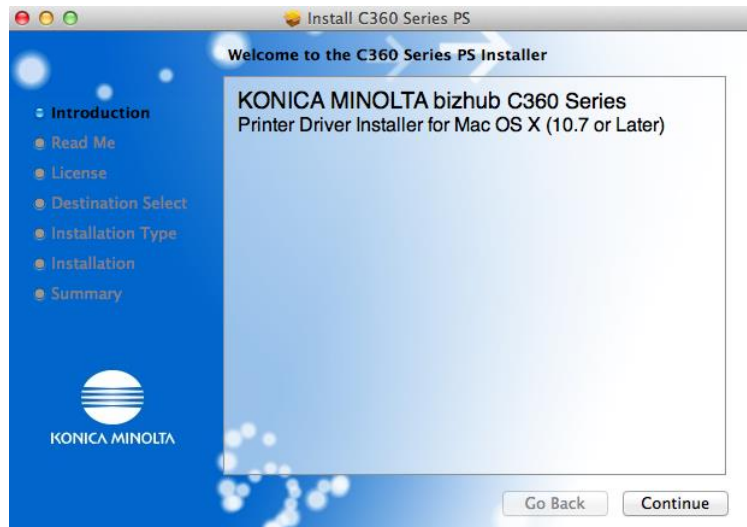 Install C360 Series PS
Welcome to the C360 Series PS Installer
Introduction
Read Me
License
Destination Select
Installation Type
Installation
Summary
KONICA MINOLTA bizhub C360 Series
Printer Driver Installer for Mac OS X (10.7 or Later)
KONICA MINOLTA
Go Back
Continue